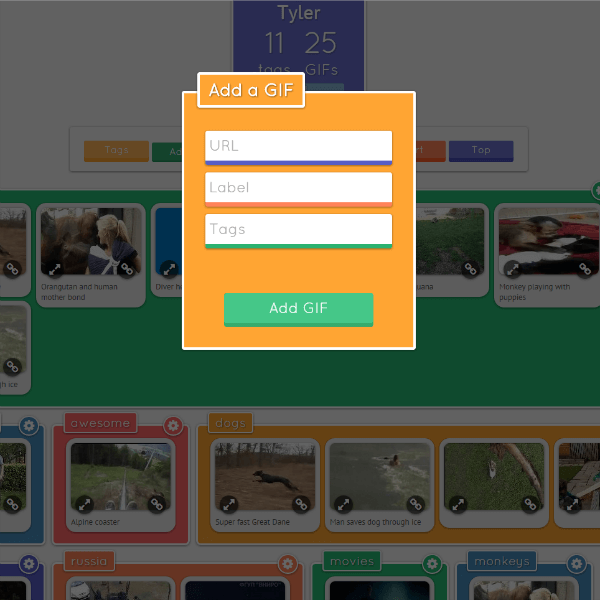 Tyler
11 25
tags GIFs
Add a GIF
Tags
Top
URL
Label
Tags
Add GIF
Orangutan and human
mother bond
Monkey playing with
puppies
awesome
dogs
Alpine coaster
Super fast Great Dane
Man saves dog through ice
russia
movies
monkeys